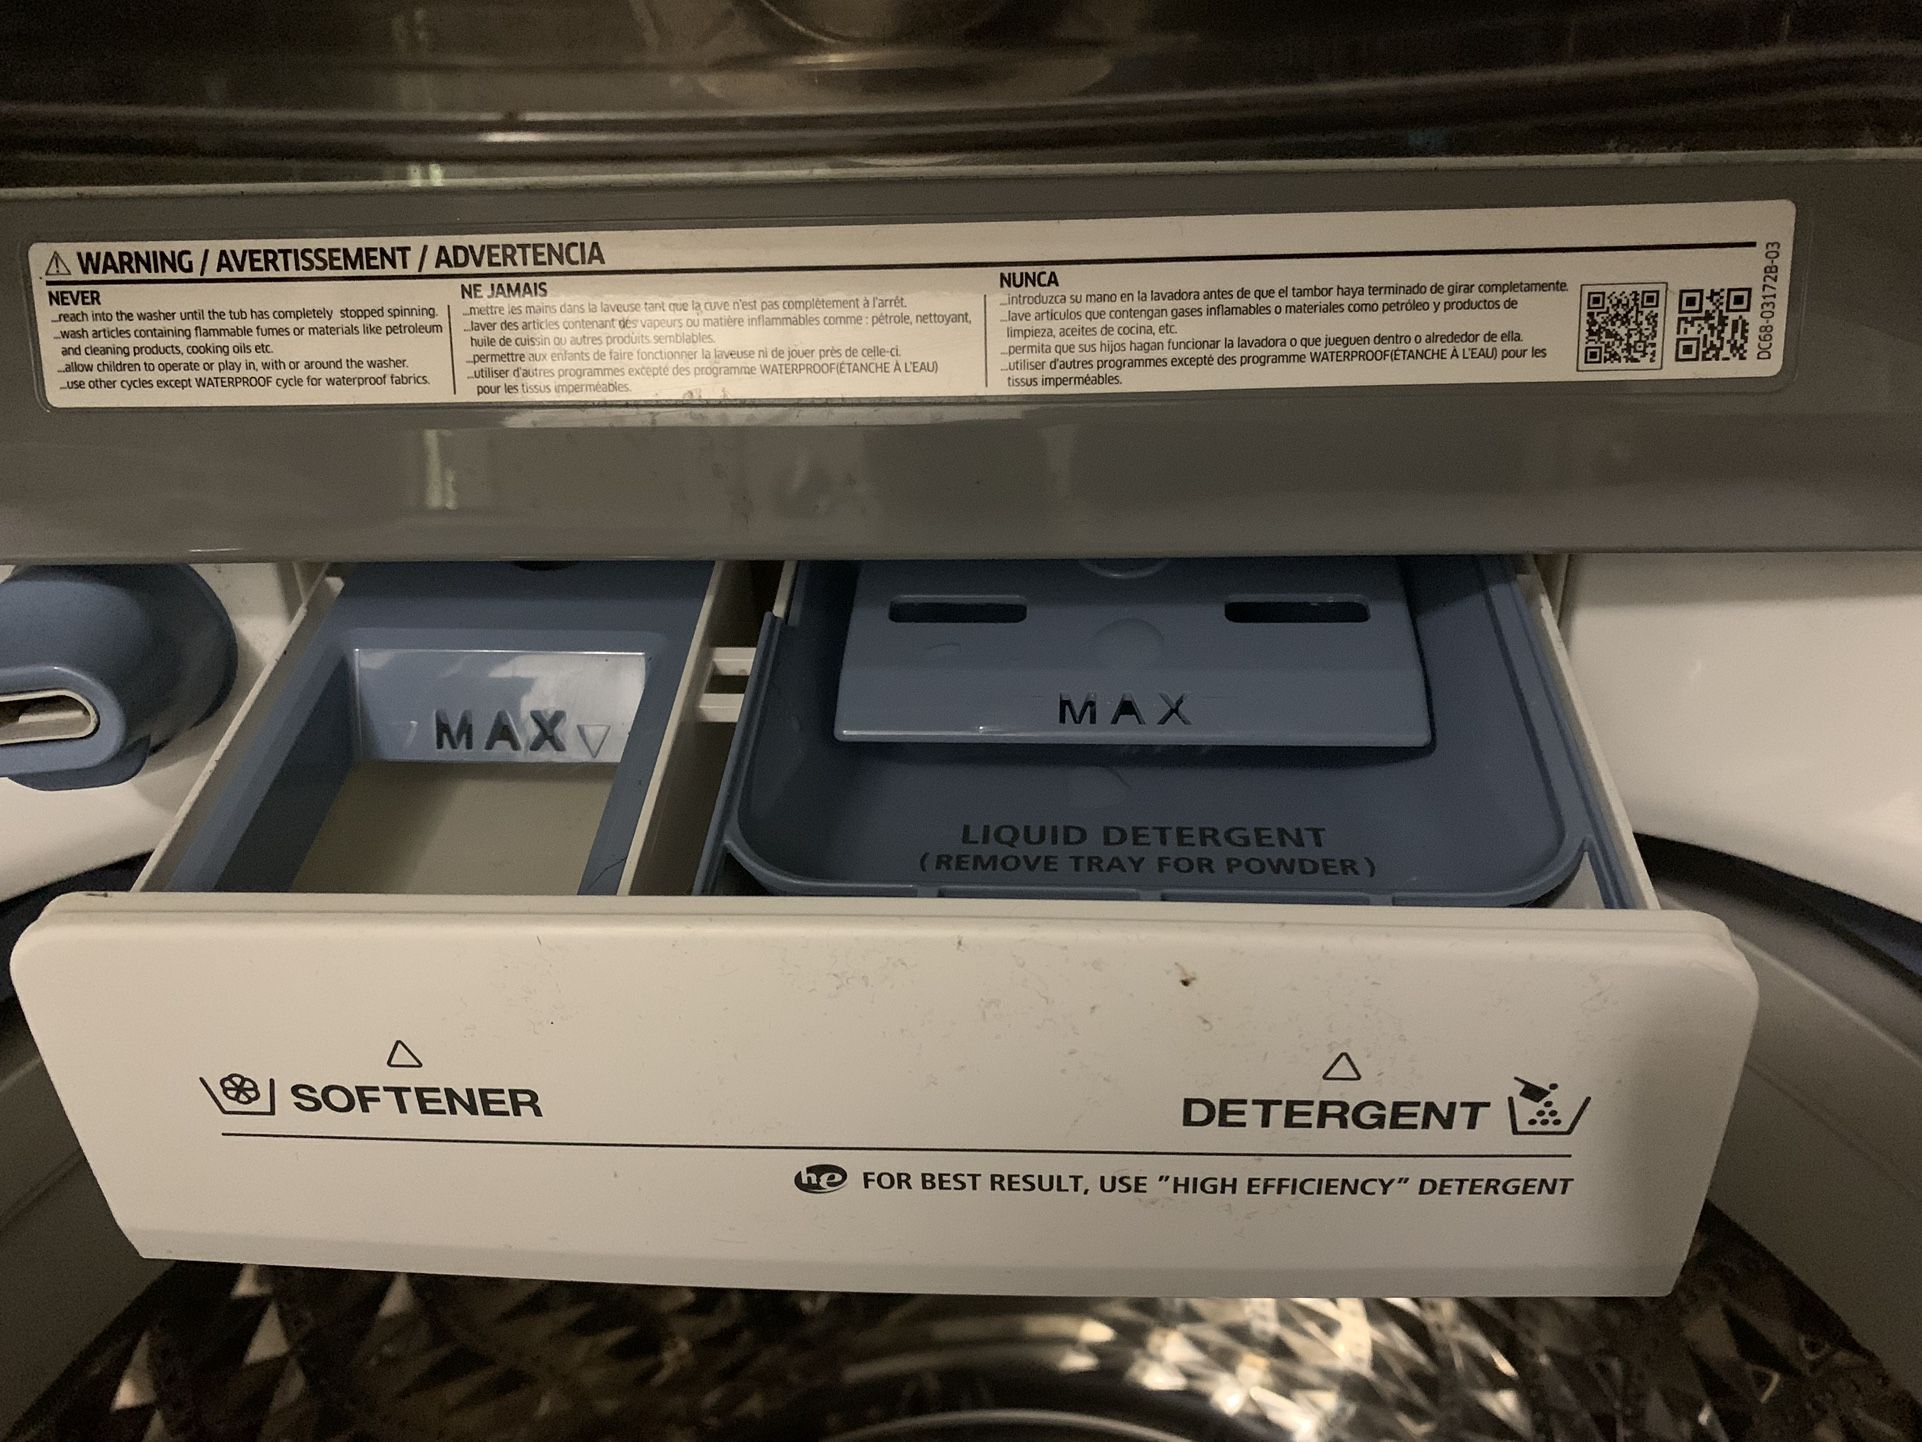 WARNING / AVERTISSEMENT / ADVERTENCIA
NEVER
...reach into the washer until the tub has completely stopped spinning.
...wash articles containing flammable fumes or materials like petroleum
and cleaning products, cooking oils etc.
...allow children to operate or play in, with or around the washer.
...use other cycles except WATERPROOF cycle for waterproof fabrics.
NE JAMAIS
...mettre les mains dans la laveuse tant que la cuve n'est pas complètement à l'arrêt.
...laver des articles contenant des vapeurs ou matière inflammables comme : pétrole, nettoyant,
huile de cuissin ou autres produits semblables.
...permettre aux enfants de faire fonctionner la laveuse ni de jouer près de celle-ci.
...utiliser d'autres programmes excepté des programme WATERPROOF(ÉTANCHE À L'EAU)
pour les tissus imperméables.
NUNCA
...introduzca su mano en la lavadora antes de que el tambor haya terminado de girar completamente.
...lave artículos que contengan gases inflamables o materiales como petróleo y productos de
limpieza, aceites de cocina, etc.
...permita que sus hijos hagan funcionar la lavadora o que jueguen dentro o alrededor de ella.
...utiliser d'autres programmes excepté des programme WATERPROOF(ÉTANCHE À L'EAU) pour les
tissus imperméables.
DC68-03172B-03
MAX
MAX
LIQUID DETERGENT
(REMOVE TRAY FOR POWDER)
SOFTENER
DETERGENT
he FOR BEST RESULT, USE "HIGH EFFICIENCY" DETERGENT